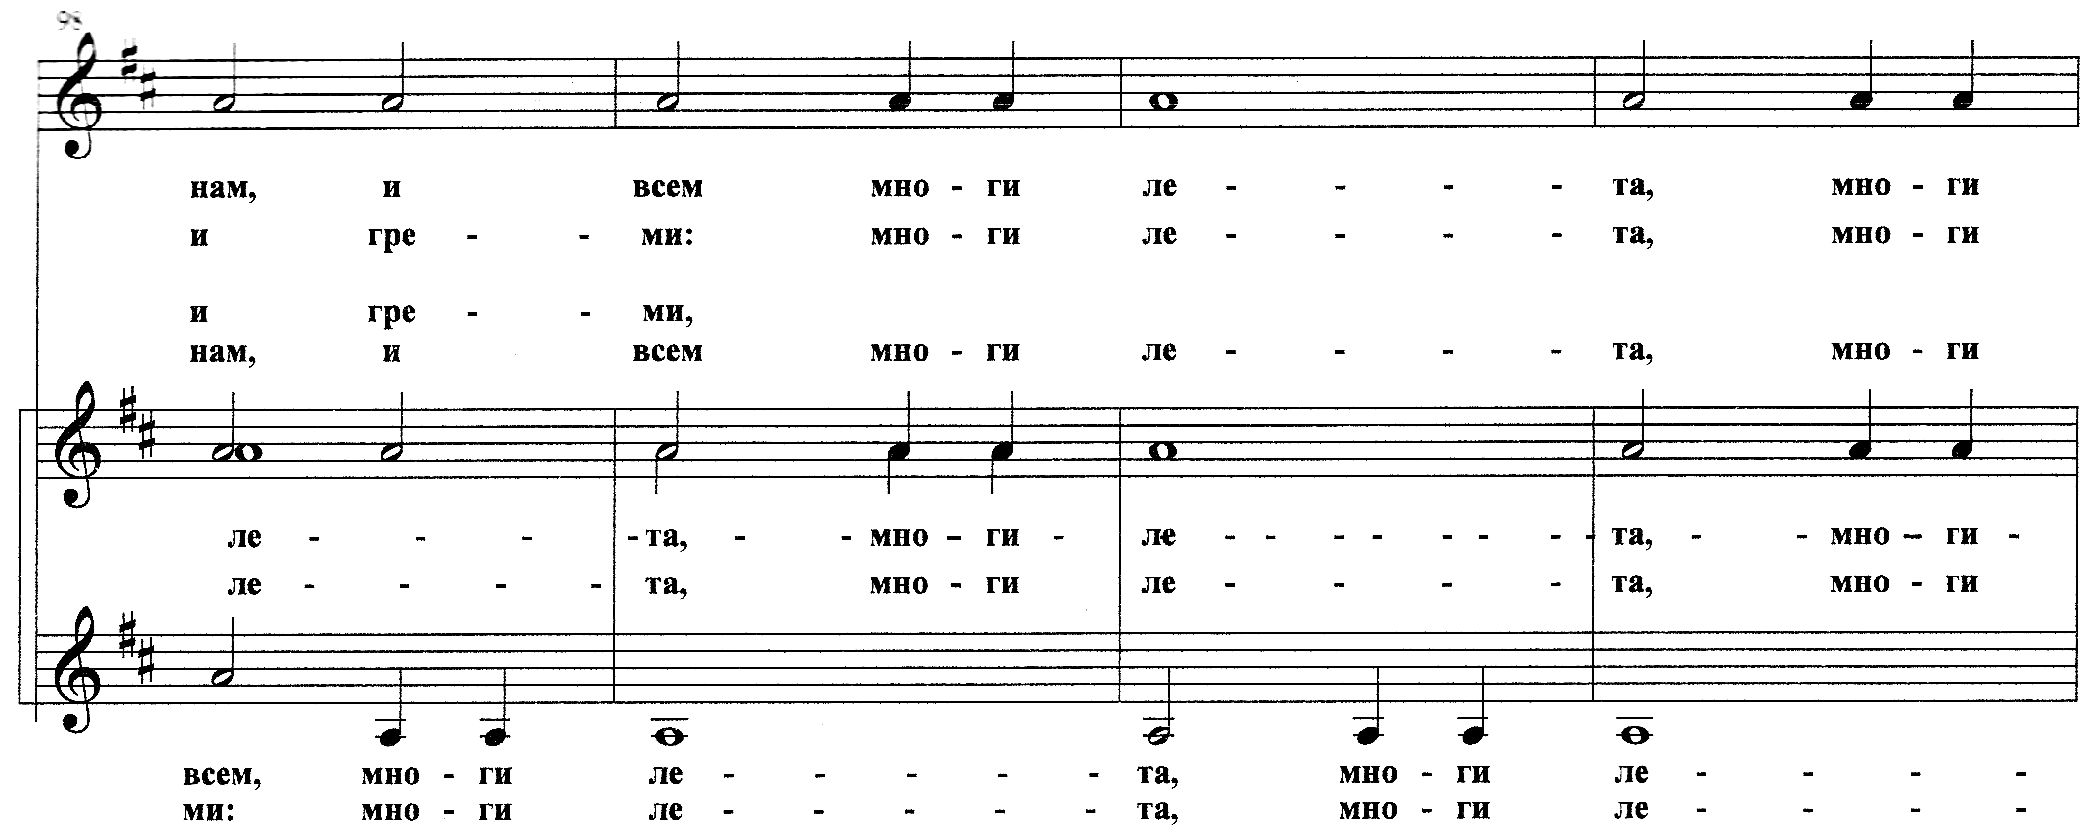 98
нам, и всем мно - ги ле - - - - та, мно - ги
и гре - - ми: мно - ги ле - - - - та, мно - ги
и гре - - ми,
нам, и всем мно - ги ле - - - - та, мно - ги
ле - - - - та, - - мно - ги - ле - - - - - - - - та, - - мно - ги -
ле - - - - та, мно - ги ле - - - - та, мно - ги
всем, мно - ги ле - - - - - та, мно - ги ле - - - -
ми: мно - ги ле - - - - - та, мно - ги ле - - - -